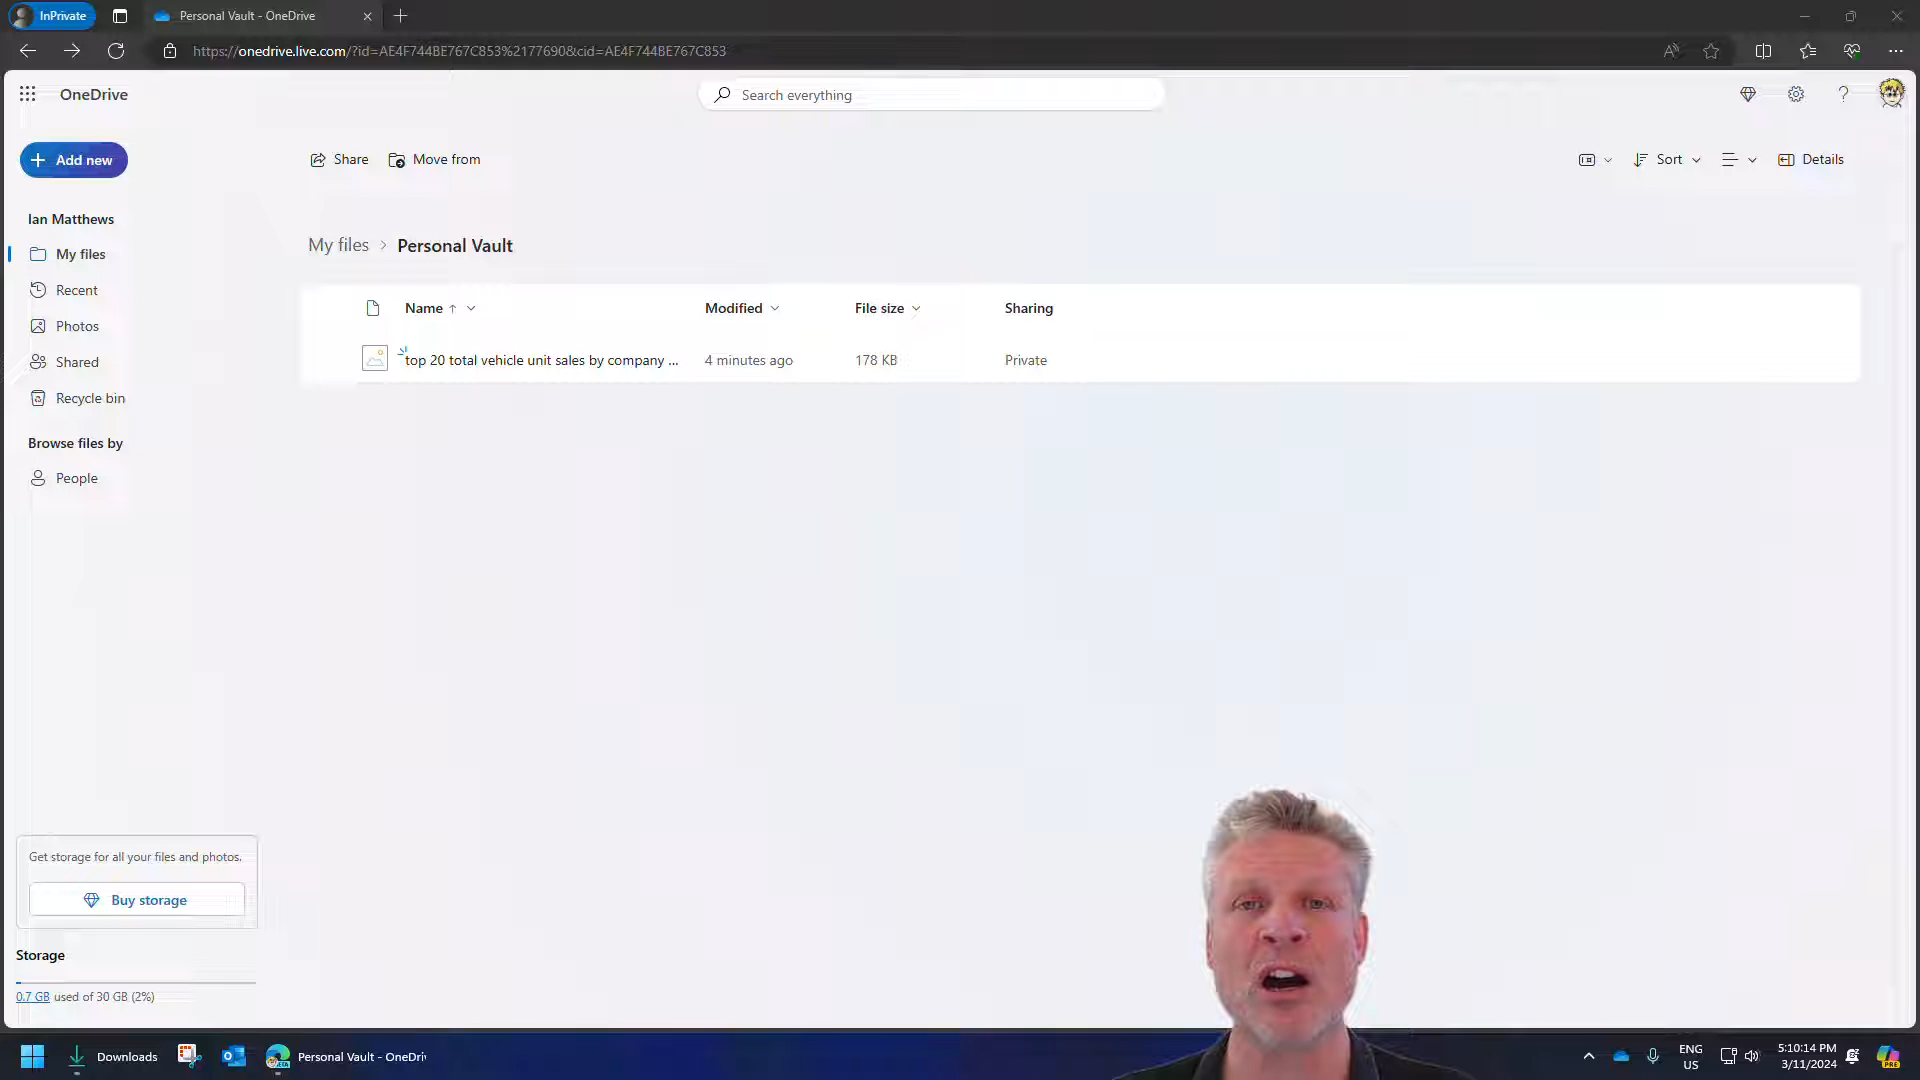 InPrivate
Personal Vault - OneDrive
https://onedrive.live.com/?id=AE4F744BE767C853%2177690&cid=AE4F744BE767C853
OneDrive
Search everything
Add new
Share
Move from
Sort
Details
Ian Matthews
My files
Recent
Photos
Shared
Recycle bin
Browse files by
People
My files > Personal Vault
Name
Modified
File size
Sharing
top 20 total vehicle unit sales by company ...
4 minutes ago
178 KB
Private
Get storage for all your files and photos.
Buy storage
Storage
0.7 GB used of 30 GB (2%)
Downloads
Personal Vault - OneDriv
ENG
US
5:10:14 PM
3/11/2024
BETA
PRE